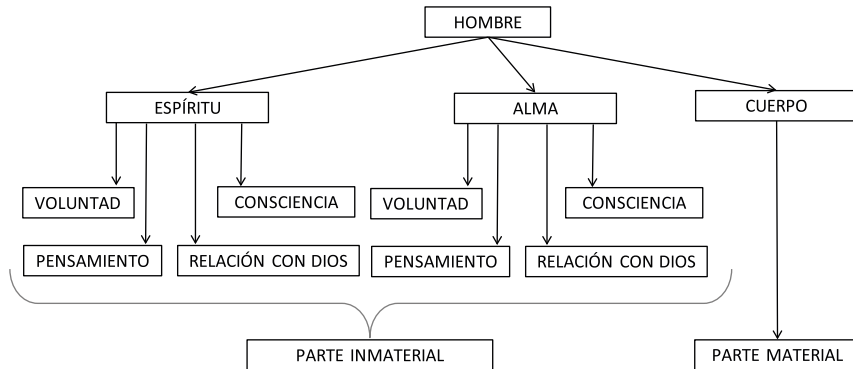 HOMBRE
ESPÍRITU
ALMA
CUERPO
VOLUNTAD
CONSCIENCIA
VOLUNTAD
CONSCIENCIA
PENSAMIENTO
RELACIÓN CON DIOS
PENSAMIENTO
RELACIÓN CON DIOS
PARTE INMATERIAL
PARTE MATERIAL